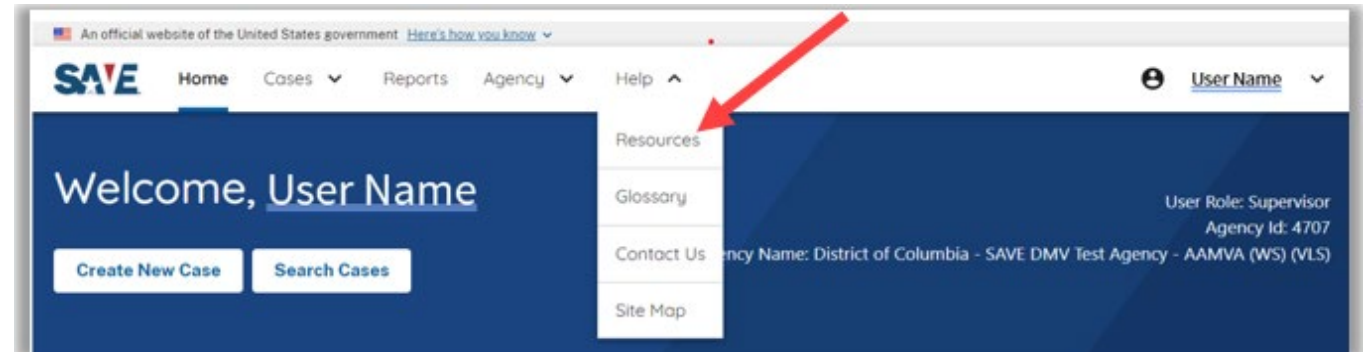 An official website of the United States government Here's how you know
SAVE Home Cases Reports Agency Help User Name
Resources
Glossary
Contact Us
Site Map
Welcome, User Name
Create New Case Search Cases
User Role: Supervisor
Agency Id: 4707
ency Name: District of Columbia - SAVE DMV Test Agency - AAMVA (WS) (VLS)